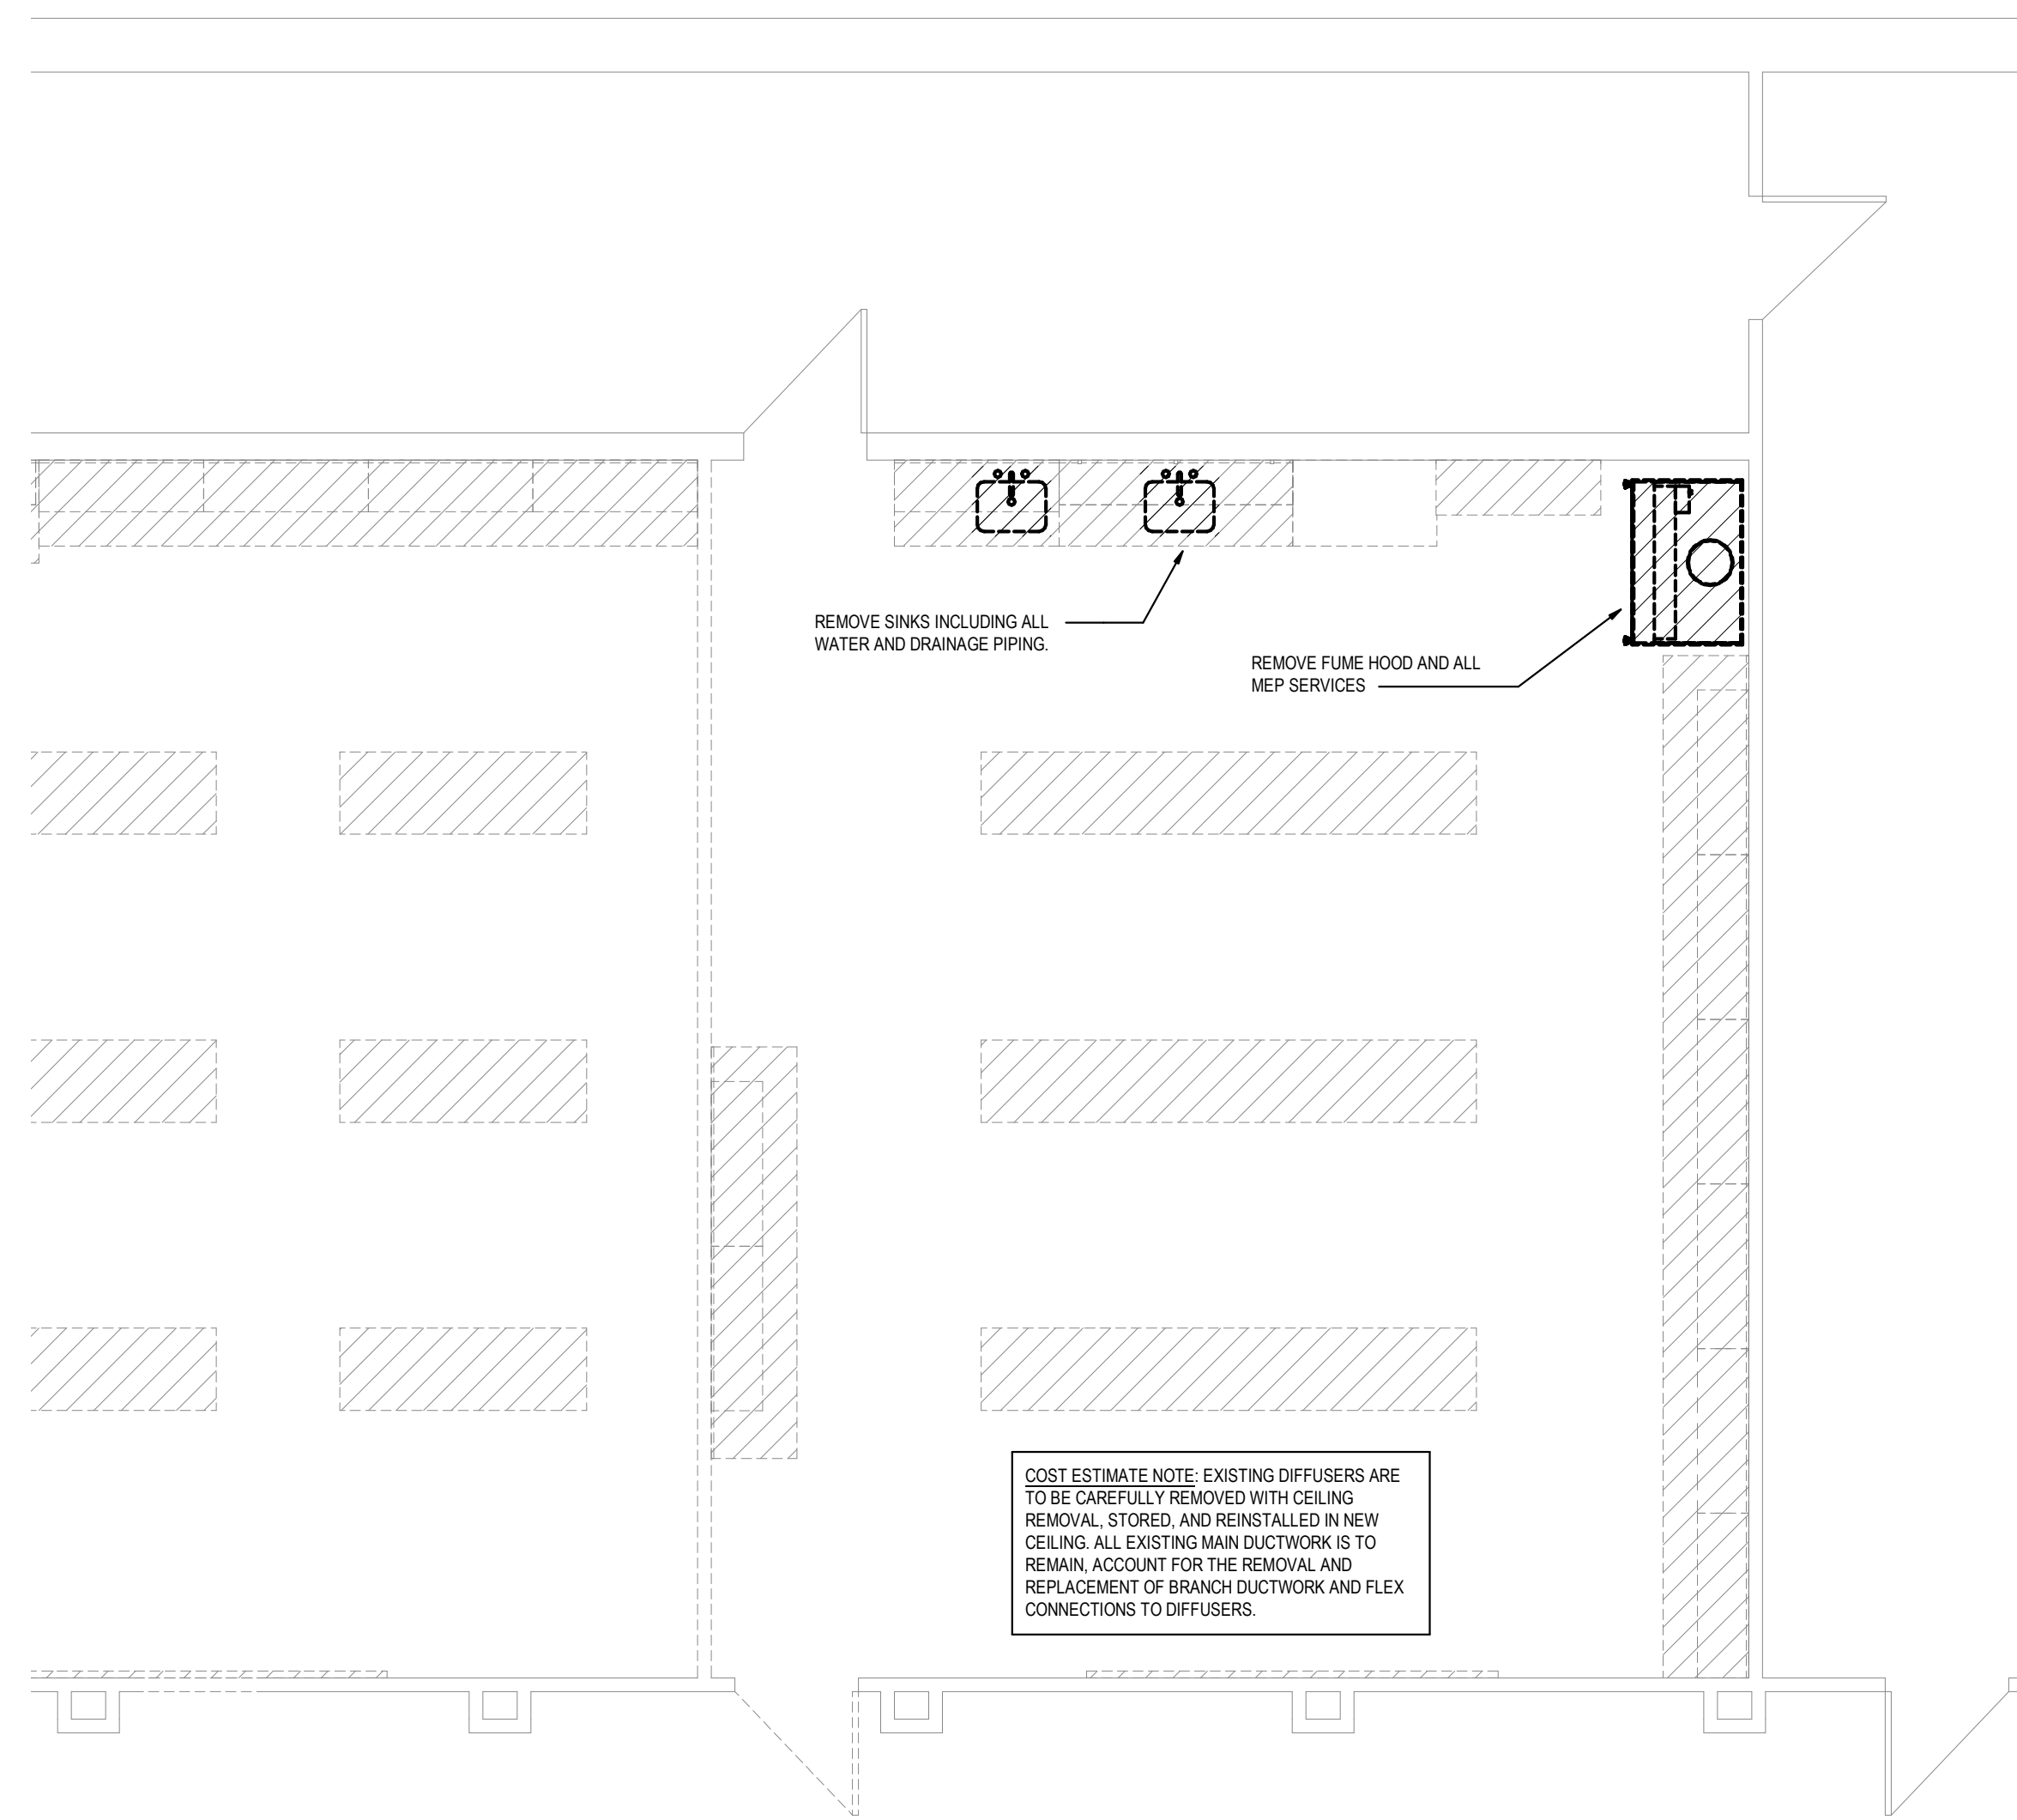 REMOVE SINKS INCLUDING ALL
WATER AND DRAINAGE PIPING.
REMOVE FUME HOOD AND ALL
MEP SERVICES
COST ESTIMATE NOTE: EXISTING DIFFUSERS ARE
TO BE CAREFULLY REMOVED WITH CEILING
REMOVAL, STORED, AND REINSTALLED IN NEW
CEILING. ALL EXISTING MAIN DUCTWORK IS TO
REMAIN, ACCOUNT FOR THE REMOVAL AND
REPLACEMENT OF BRANCH DUCTWORK AND FLEX
CONNECTIONS TO DIFFUSERS.